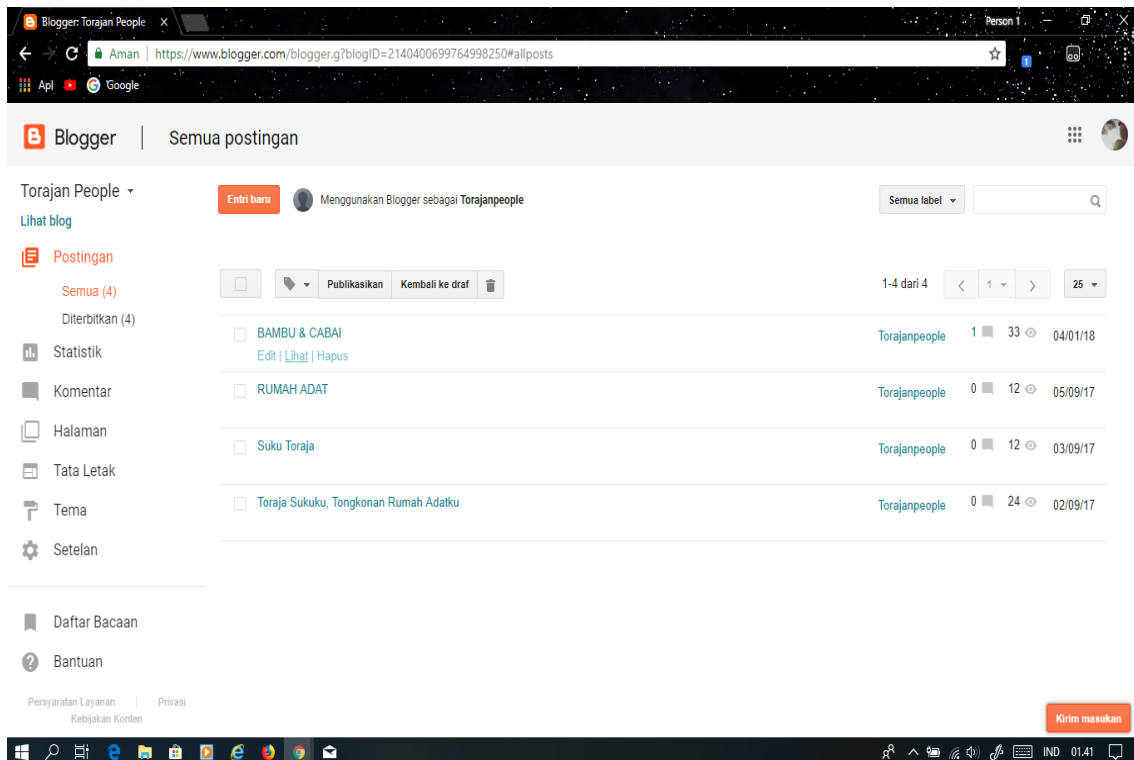 Blogger: Torajan People - Person 1
Aman | https://www.blogger.com/blogger.g?blogID=2140400699764998250#allposts
1
Apl Google
Blogger | Semua postingan
Torajan People
Lihat blog
Entri baru Menggunakan Blogger sebagai Torajanpeople Semua label
Postingan
Semua (4)
Diterbitkan (4)
Statistik
Komentar
Halaman
Tata Letak
Tema
Setelan
Daftar Bacaan
Bantuan
Persyaratan Layanan | Privasi
Kebijakan Konten
Publikasikan Kembali ke draf 1-4 dari 4 1 25
BAMBU & CABAI Torajanpeople 1 33 04/01/18
Edit | Lihat | Hapus
RUMAH ADAT Torajanpeople 0 12 05/09/17
Suku Toraja Torajanpeople 0 12 03/09/17
Toraja Sukuku, Tongkonan Rumah Adatku Torajanpeople 0 24 02/09/17
Kirim masukan
IND 01.41